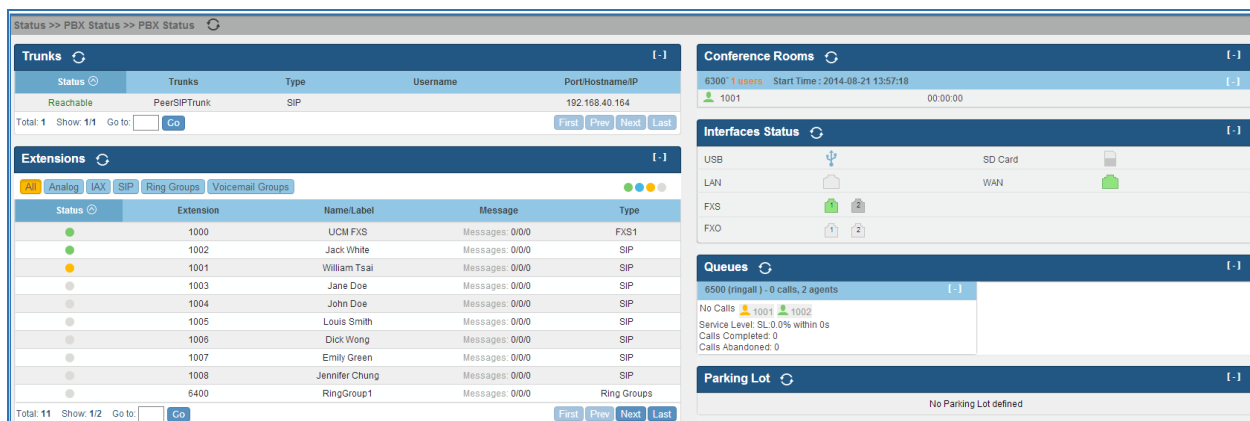 Status >> PBX Status >> PBX Status
Trunks [-]
Status Trunks Type Username Port/Hostname/IP
Reachable PeerSIPTrunk SIP 192.168.40.164
Total: 1 Show: 1/1 Go to: Go First Prev Next Last
Extensions [-]
All Analog IAX SIP Ring Groups Voicemail Groups
Status Extension Name/Label Message Type
1000 UCM FXS Messages: 0/0/0 FXS1
1002 Jack White Messages: 0/0/0 SIP
1001 William Tsai Messages: 0/0/0 SIP
1003 Jane Doe Messages: 0/0/0 SIP
1004 John Doe Messages: 0/0/0 SIP
1005 Louis Smith Messages: 0/0/0 SIP
1006 Dick Wong Messages: 0/0/0 SIP
1007 Emily Green Messages: 0/0/0 SIP
1008 Jennifer Chung Messages: 0/0/0 SIP
6400 RingGroup1 Messages: 0/0/0 Ring Groups
Total: 11 Show: 1/2 Go to: Go First Prev Next Last
Conference Rooms [-]
6300" 1 users Start Time : 2014-08-21 13:57:18 [-]
1001 00:00:00
Interfaces Status [-]
USB SD Card
LAN WAN
FXS 1 2
FXO 1 2
Queues [-]
6500 (ringall ) - 0 calls, 2 agents [-]
No Calls 1001 1002
Service Level: SL:0.0% within 0s
Calls Completed: 0
Calls Abandoned: 0
Parking Lot [-]
No Parking Lot defined